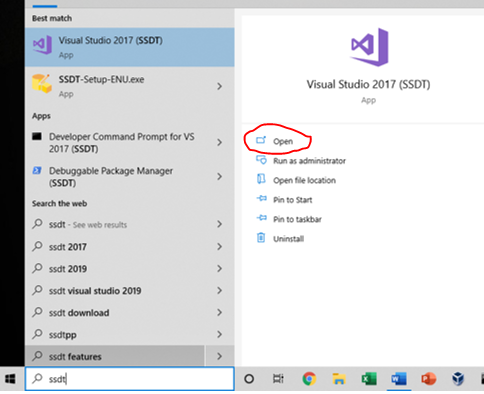 Best match
Visual Studio 2017 (SSDT)
App
SSDT-Setup-ENU.exe
App
Apps
Developer Command Prompt for VS
2017 (SSDT)
Debuggable Package Manager
(SSDT)
Search the web
ssdt - See web results
ssdt 2017
ssdt 2019
ssdt visual studio 2019
ssdt download
ssdtpp
ssdt features
ssdt
Visual Studio 2017 (SSDT)
App
Open
Run as administrator
Open file location
Pin to Start
Pin to taskbar
Uninstall